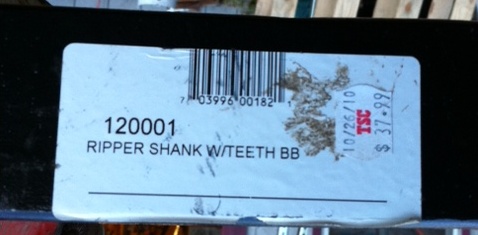 7 03996 00182 1
120001
RIPPER SHANK W/TEETH BB
10/26/10
TSC
$ 37.99